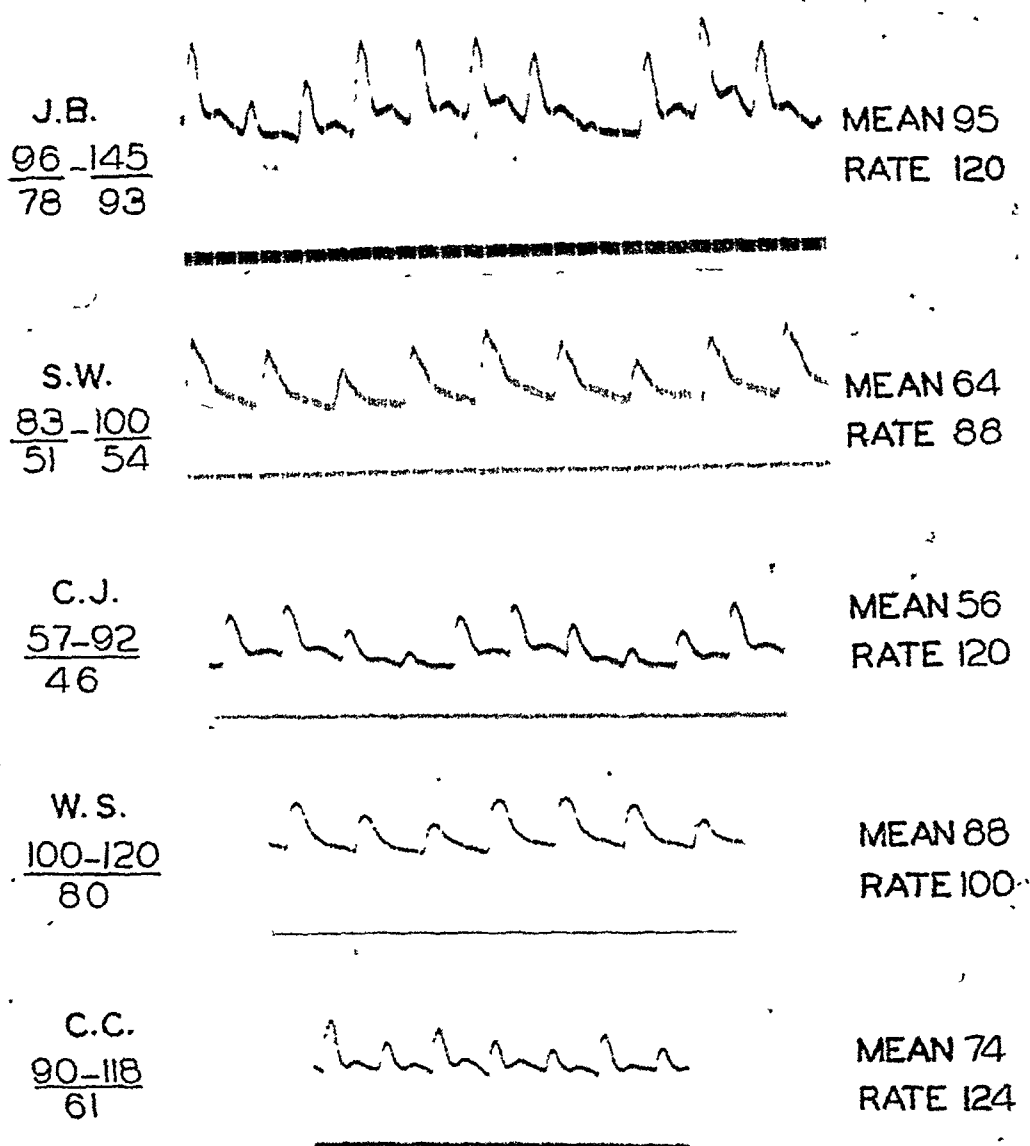 J.B.
96 - 145
78 93
MEAN 95
RATE 120
S.W.
83 - 100
51 54
MEAN 64
RATE 88
C.J.
57-92
46
MEAN 56
RATE 120
W.S.
100-120
80
MEAN 88
RATE 100
C.C.
90-118
61
MEAN 74
RATE 124